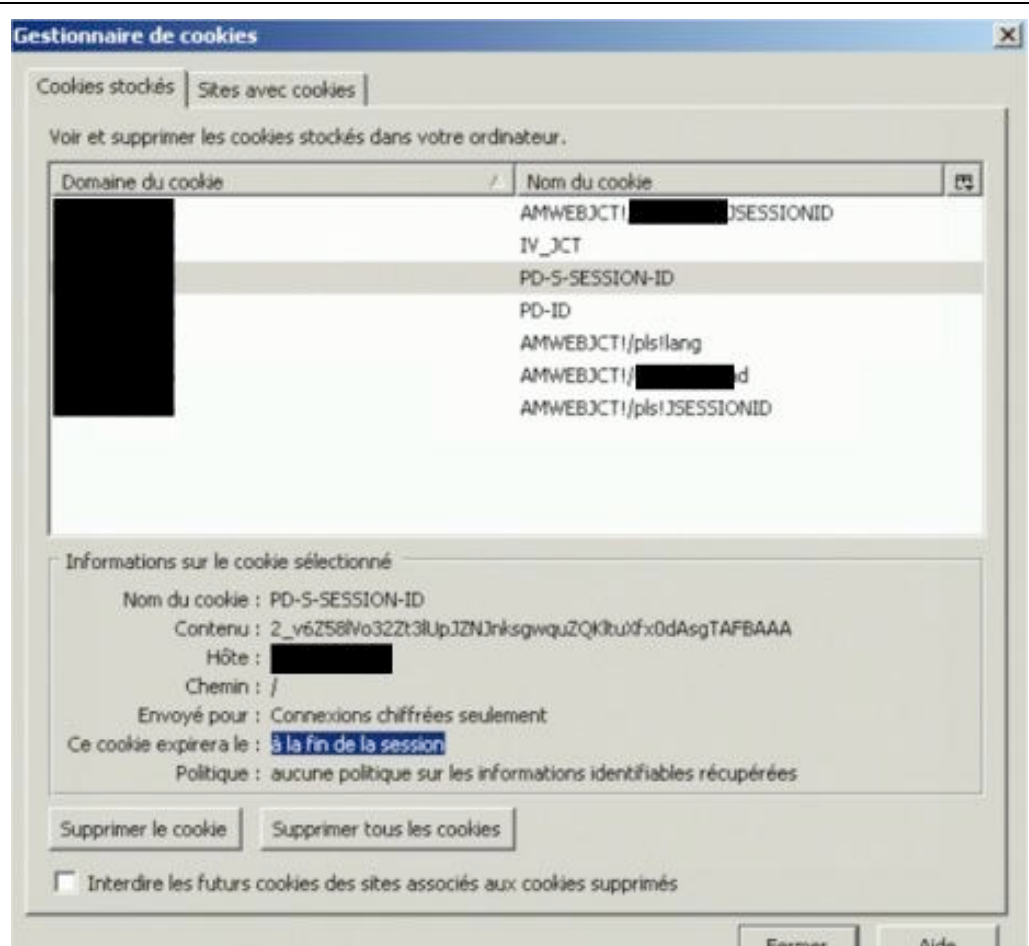 Gestionnaire de cookies
Cookies stockés Sites avec cookies
Voir et supprimer les cookies stockés dans votre ordinateur.
Domaine du cookie Nom du cookie
AMWEBJCT! JSESSIONID
IV_JCT
PD-S-SESSION-ID
PD-ID
AMWEBJCT!/pls!lang
AMWEBJCT!/ d
AMWEBJCT!/pls!JSESSIONID
Informations sur le cookie sélectionné
Nom du cookie : PD-S-SESSION-ID
Contenu :
Hôte :
Chemin : /
Envoyé pour : Connexions chiffrées seulement
Ce cookie expirera le : à la fin de la session
Politique : aucune politique sur les informations identifiables récupérées
Supprimer le cookie Supprimer tous les cookies
Interdire les futurs cookies des sites associés aux cookies supprimés
Fermer Aide